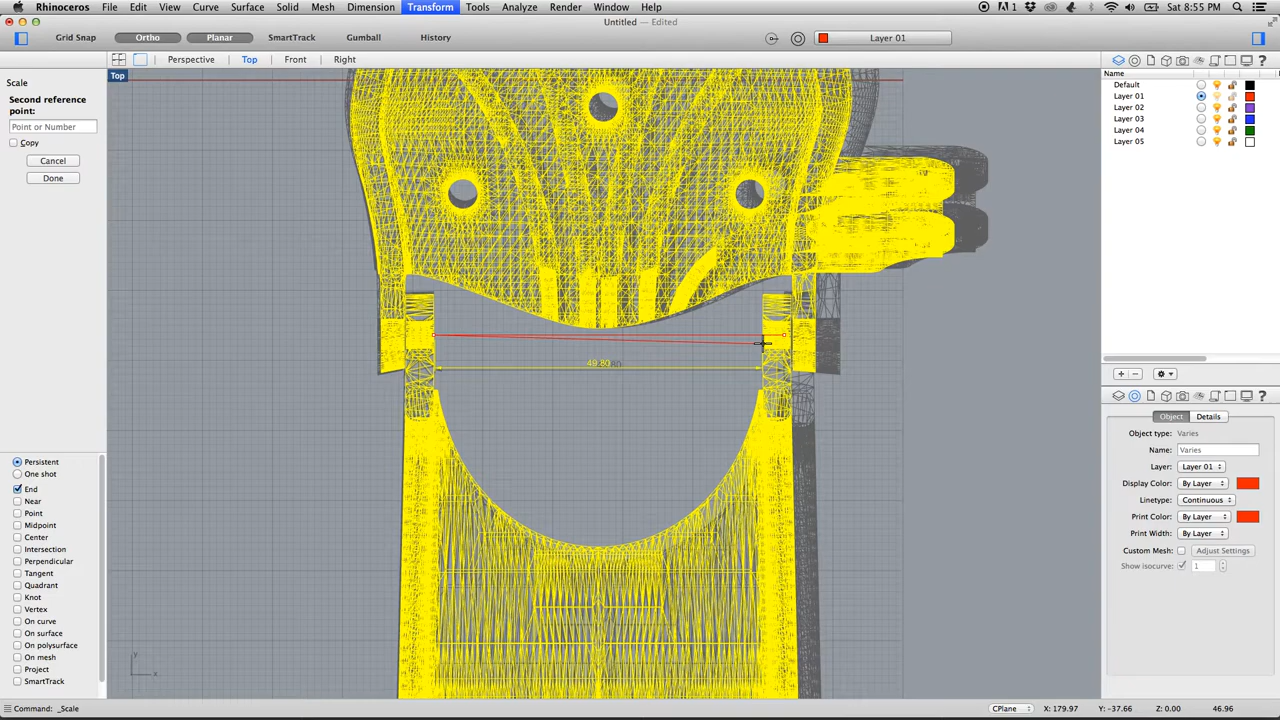 Rhinoceros File Edit View Curve Surface Solid Mesh Dimension Transform Tools Analyze Render Window Help 1 Sat 8:55 PM
Untitled — Edited
Grid Snap Ortho Planar SmartTrack Gumball History Layer 01
Perspective Top Front Right
Top
Scale
Second reference point:
Point or Number
Copy
Cancel
Done
Persistent
One shot
End
Near
Point
Midpoint
Center
Intersection
Perpendicular
Tangent
Quadrant
Knot
Vertex
On curve
On surface
On polysurface
On mesh
Project
SmartTrack
49.80
y
x
Name
Default
Layer 01
Layer 02
Layer 03
Layer 04
Layer 05
Object Details
Object type: Varies
Name: Varies
Layer: Layer 01
Display Color: By Layer
Linetype: Continuous
Print Color: By Layer
Print Width: By Layer
Custom Mesh: Adjust Settings
Show isocurve: 1
Command: _Scale CPlane X: 179.97 Y: -37.66 Z: 0.00 46.96